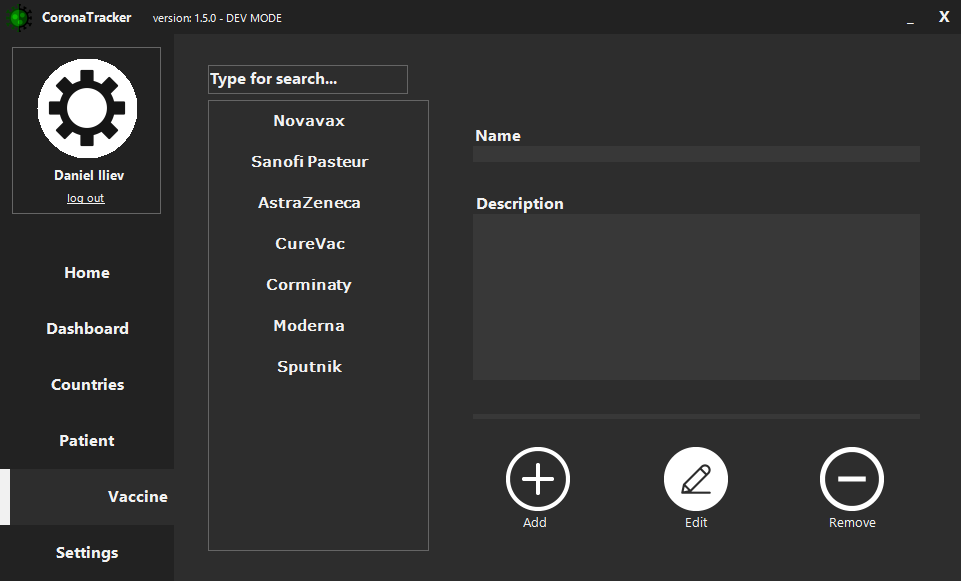 CoronaTracker version: 1.5.0 - DEV MODE _ X
Daniel Iliev
log out
Home
Dashboard
Countries
Patient
Vaccine
Settings
Type for search...
Novavax
Sanofi Pasteur
AstraZeneca
CureVac
Corminaty
Moderna
Sputnik
Name
Description
Add
Edit
Remove